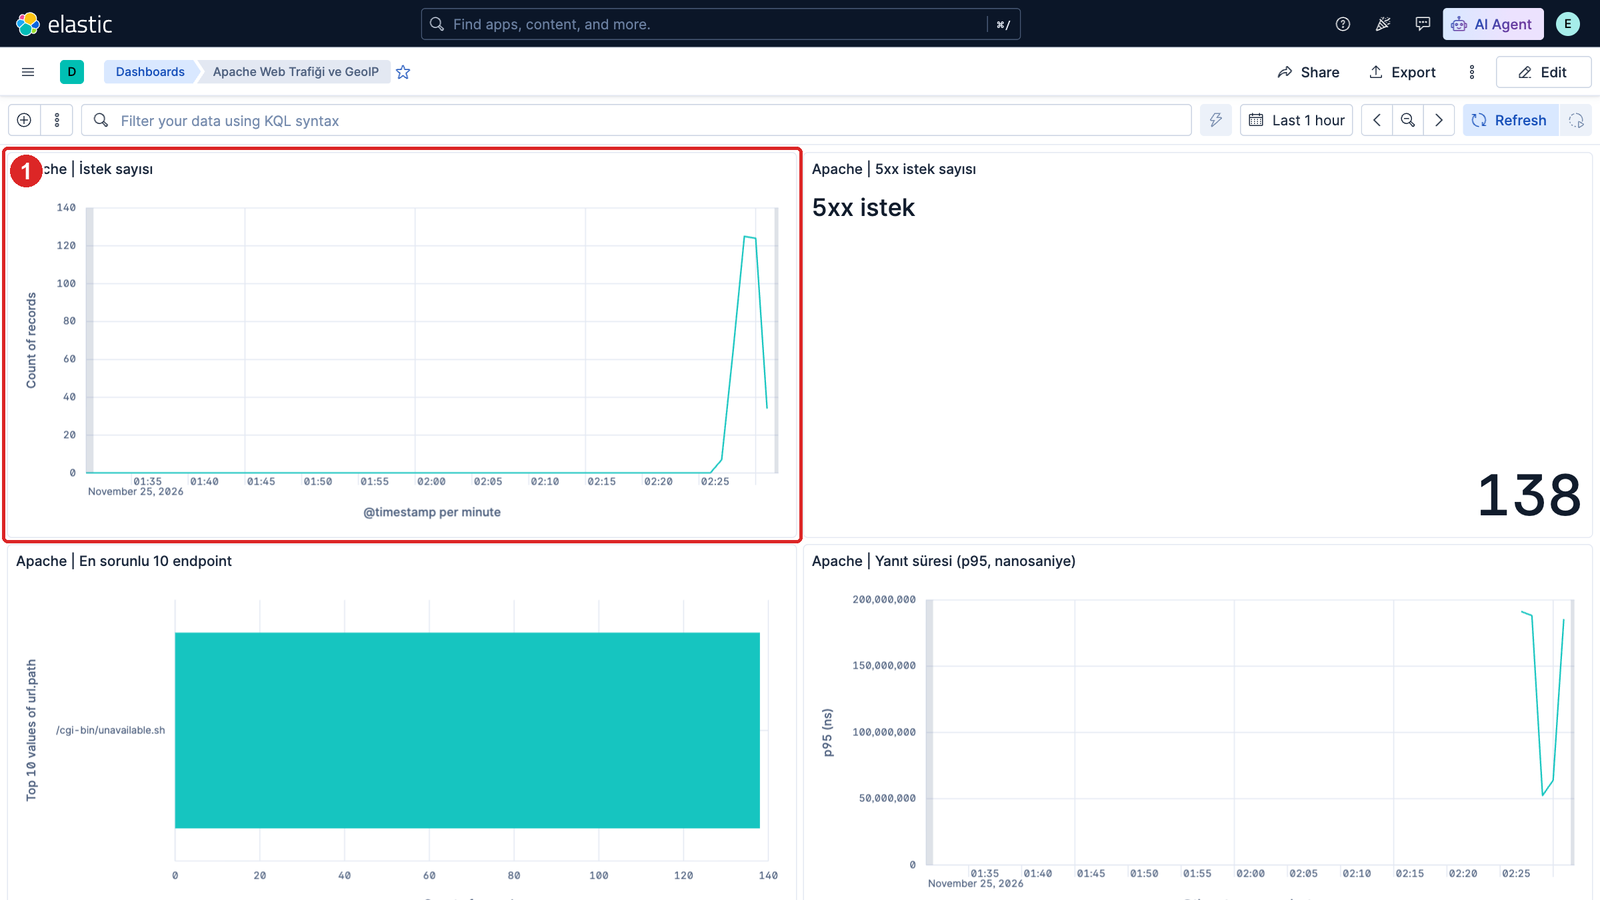 elastic
Find apps, content, and more.
⌘/
AI Agent
E
D
Dashboards
Apache Web Trafiği ve GeoIP
Share
Export
Edit
Filter your data using KQL syntax
Last 1 hour
Refresh
1
che | İstek sayısı
140
120
100
80
60
40
20
0
Count of records
01:35 01:40 01:45 01:50 01:55 02:00 02:05 02:10 02:15 02:20 02:25
November 25, 2026
@timestamp per minute
Apache | 5xx istek sayısı
5xx istek
138
Apache | En sorunlu 10 endpoint
Top 10 values of url.path
/cgi-bin/unavailable.sh
0 20 40 60 80 100 120 140
Apache | Yanıt süresi (p95, nanosaniye)
200,000,000
150,000,000
100,000,000
50,000,000
0
p95 (ns)
01:35 01:40 01:45 01:50 01:55 02:00 02:05 02:10 02:15 02:20 02:25
November 25, 2026